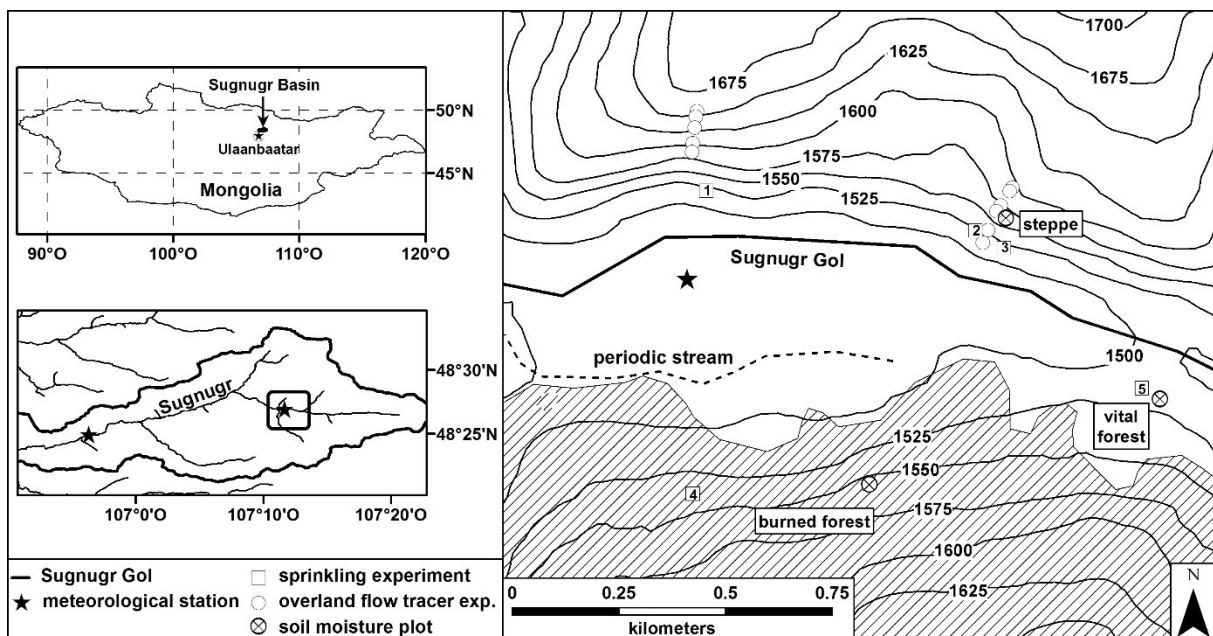 Sugnugr Basin
50°N
Ulaanbaatar
45°N
Mongolia
90°O
100°O
110°O
120°O
48°30'N
Sugnugr
48°25'N
107°0'O
107°10'O
107°20'O
Sugnugr Gol
meteorological station
sprinkling experiment
overland flow tracer exp.
soil moisture plot
1700
1625
1675
1675
1600
1575
1550
1
1525
2
steppe
3
Sugnugr Gol
periodic stream
1500
5
vital
forest
1525
1550
4
burned forest
1575
1600
1625
N
0
0.25
0.50
0.75
kilometers